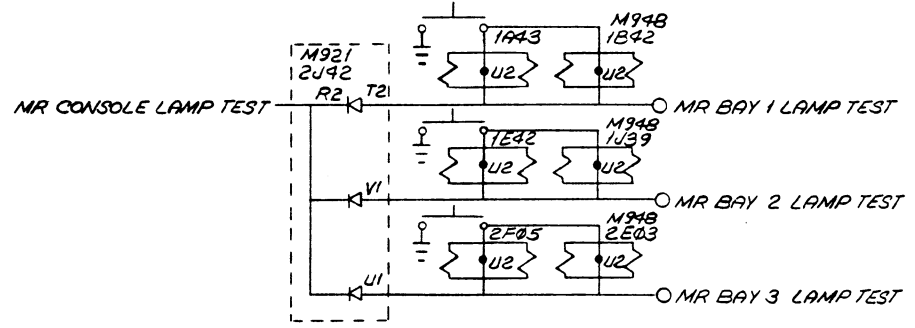 M948
1A43 1B42
M921
2J42
U2 U2
R2 T2
MR CONSOLE LAMP TEST
MR BAY 1 LAMP TEST
M948
1E42 1J39
U2 U2
V1
MR BAY 2 LAMP TEST
M948
2F05 2E03
U2 U2
U1
MR BAY 3 LAMP TEST